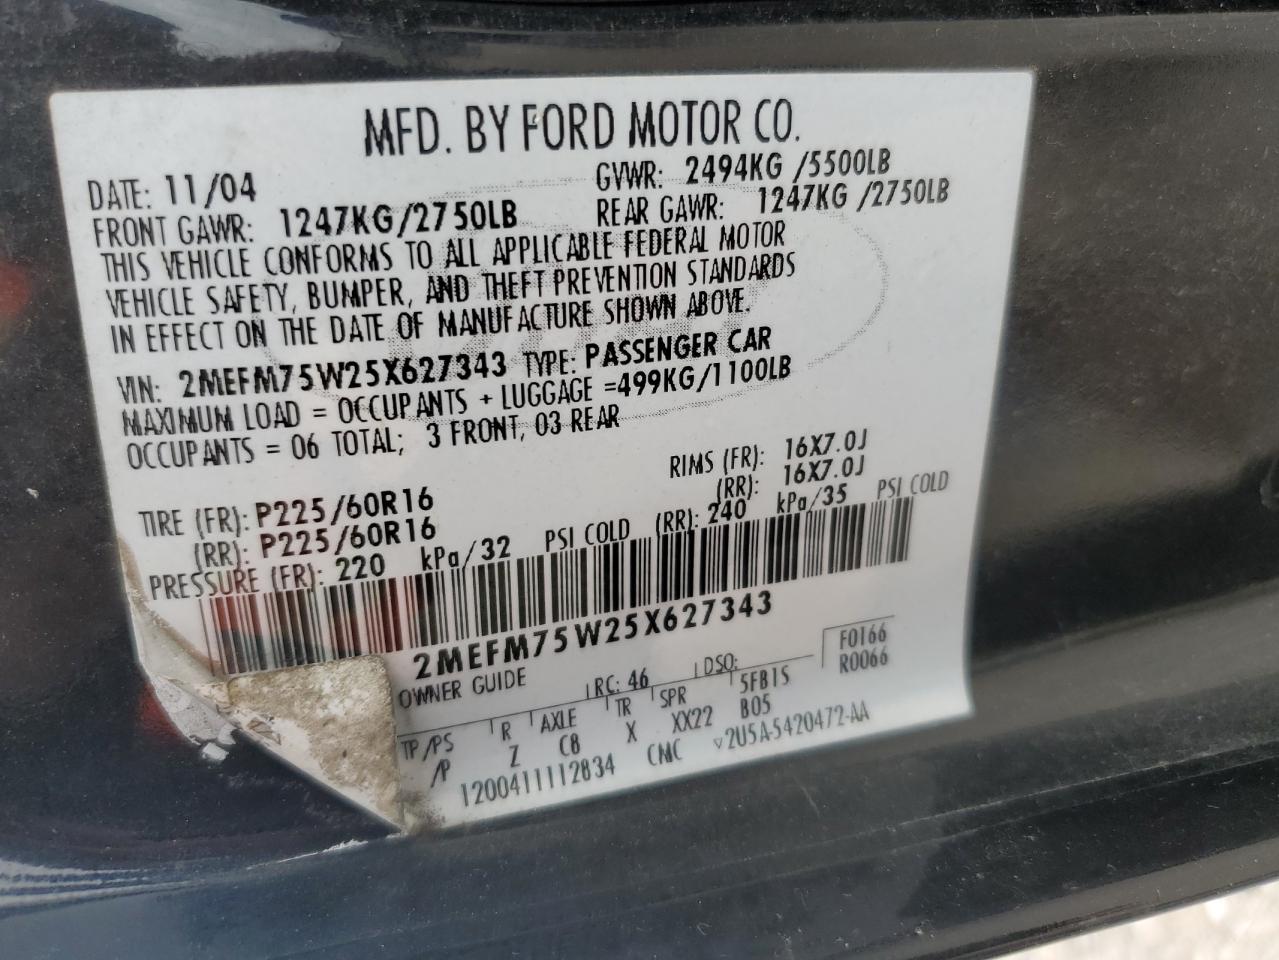 MFD. BY FORD MOTOR CO.
DATE: 11/04 GVWR: 2494KG /5500LB
FRONT GAWR: 1247KG/2750LB REAR GAWR: 1247KG /2750LB
THIS VEHICLE CONFORMS TO ALL APPLICABLE FEDERAL MOTOR
VEHICLE SAFETY, BUMPER, AND THEFT PREVENTION STANDARDS
IN EFFECT ON THE DATE OF MANUFACTURE SHOWN ABOVE.
VIN: 2MEFM75W25X627343 TYPE: PASSENGER CAR
MAXIMUM LOAD = OCCUPANTS + LUGGAGE =499KG/1100LB
OCCUPANTS = 06 TOTAL; 3 FRONT, 03 REAR
RIMS (FR): 16X7.0J
TIRE (FR): P225/60R16 (RR): 16X7.0J
(RR): P225/60R16
PRESSURE (FR): 220 kPa/32 PSI COLD (RR): 240 kPa/35 PSI COLD
2MEFM75W25X627343
OWNER GUIDE RC: 46 DSO: F0166
R0066
TP/PS R AXLE TR SPR 5FB15
/P Z C8 X XX22 B05
1200411112834 CMC v2U5A-5420472-AA